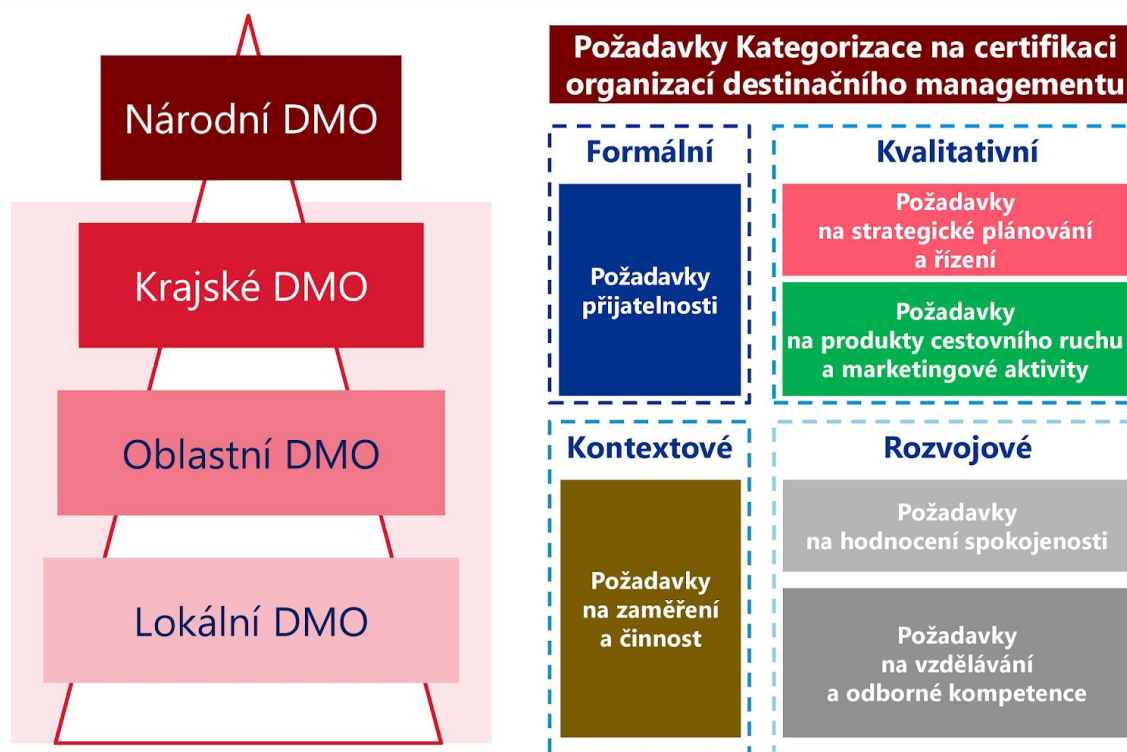 Národní DMO
Krajské DMO
Oblastní DMO
Lokální DMO
Požadavky Kategorizace na certifikaci
organizací destinačního managementu
Formální
Požadavky
přijatelnosti
Kvalitativní
Požadavky
na strategické plánování
a řízení
Požadavky
na produkty cestovního ruchu
a marketingové aktivity
Kontextové
Požadavky
na zaměření
a činnost
Rozvojové
Požadavky
na hodnocení spokojenosti
Požadavky
na vzdělávání
a odborné kompetence